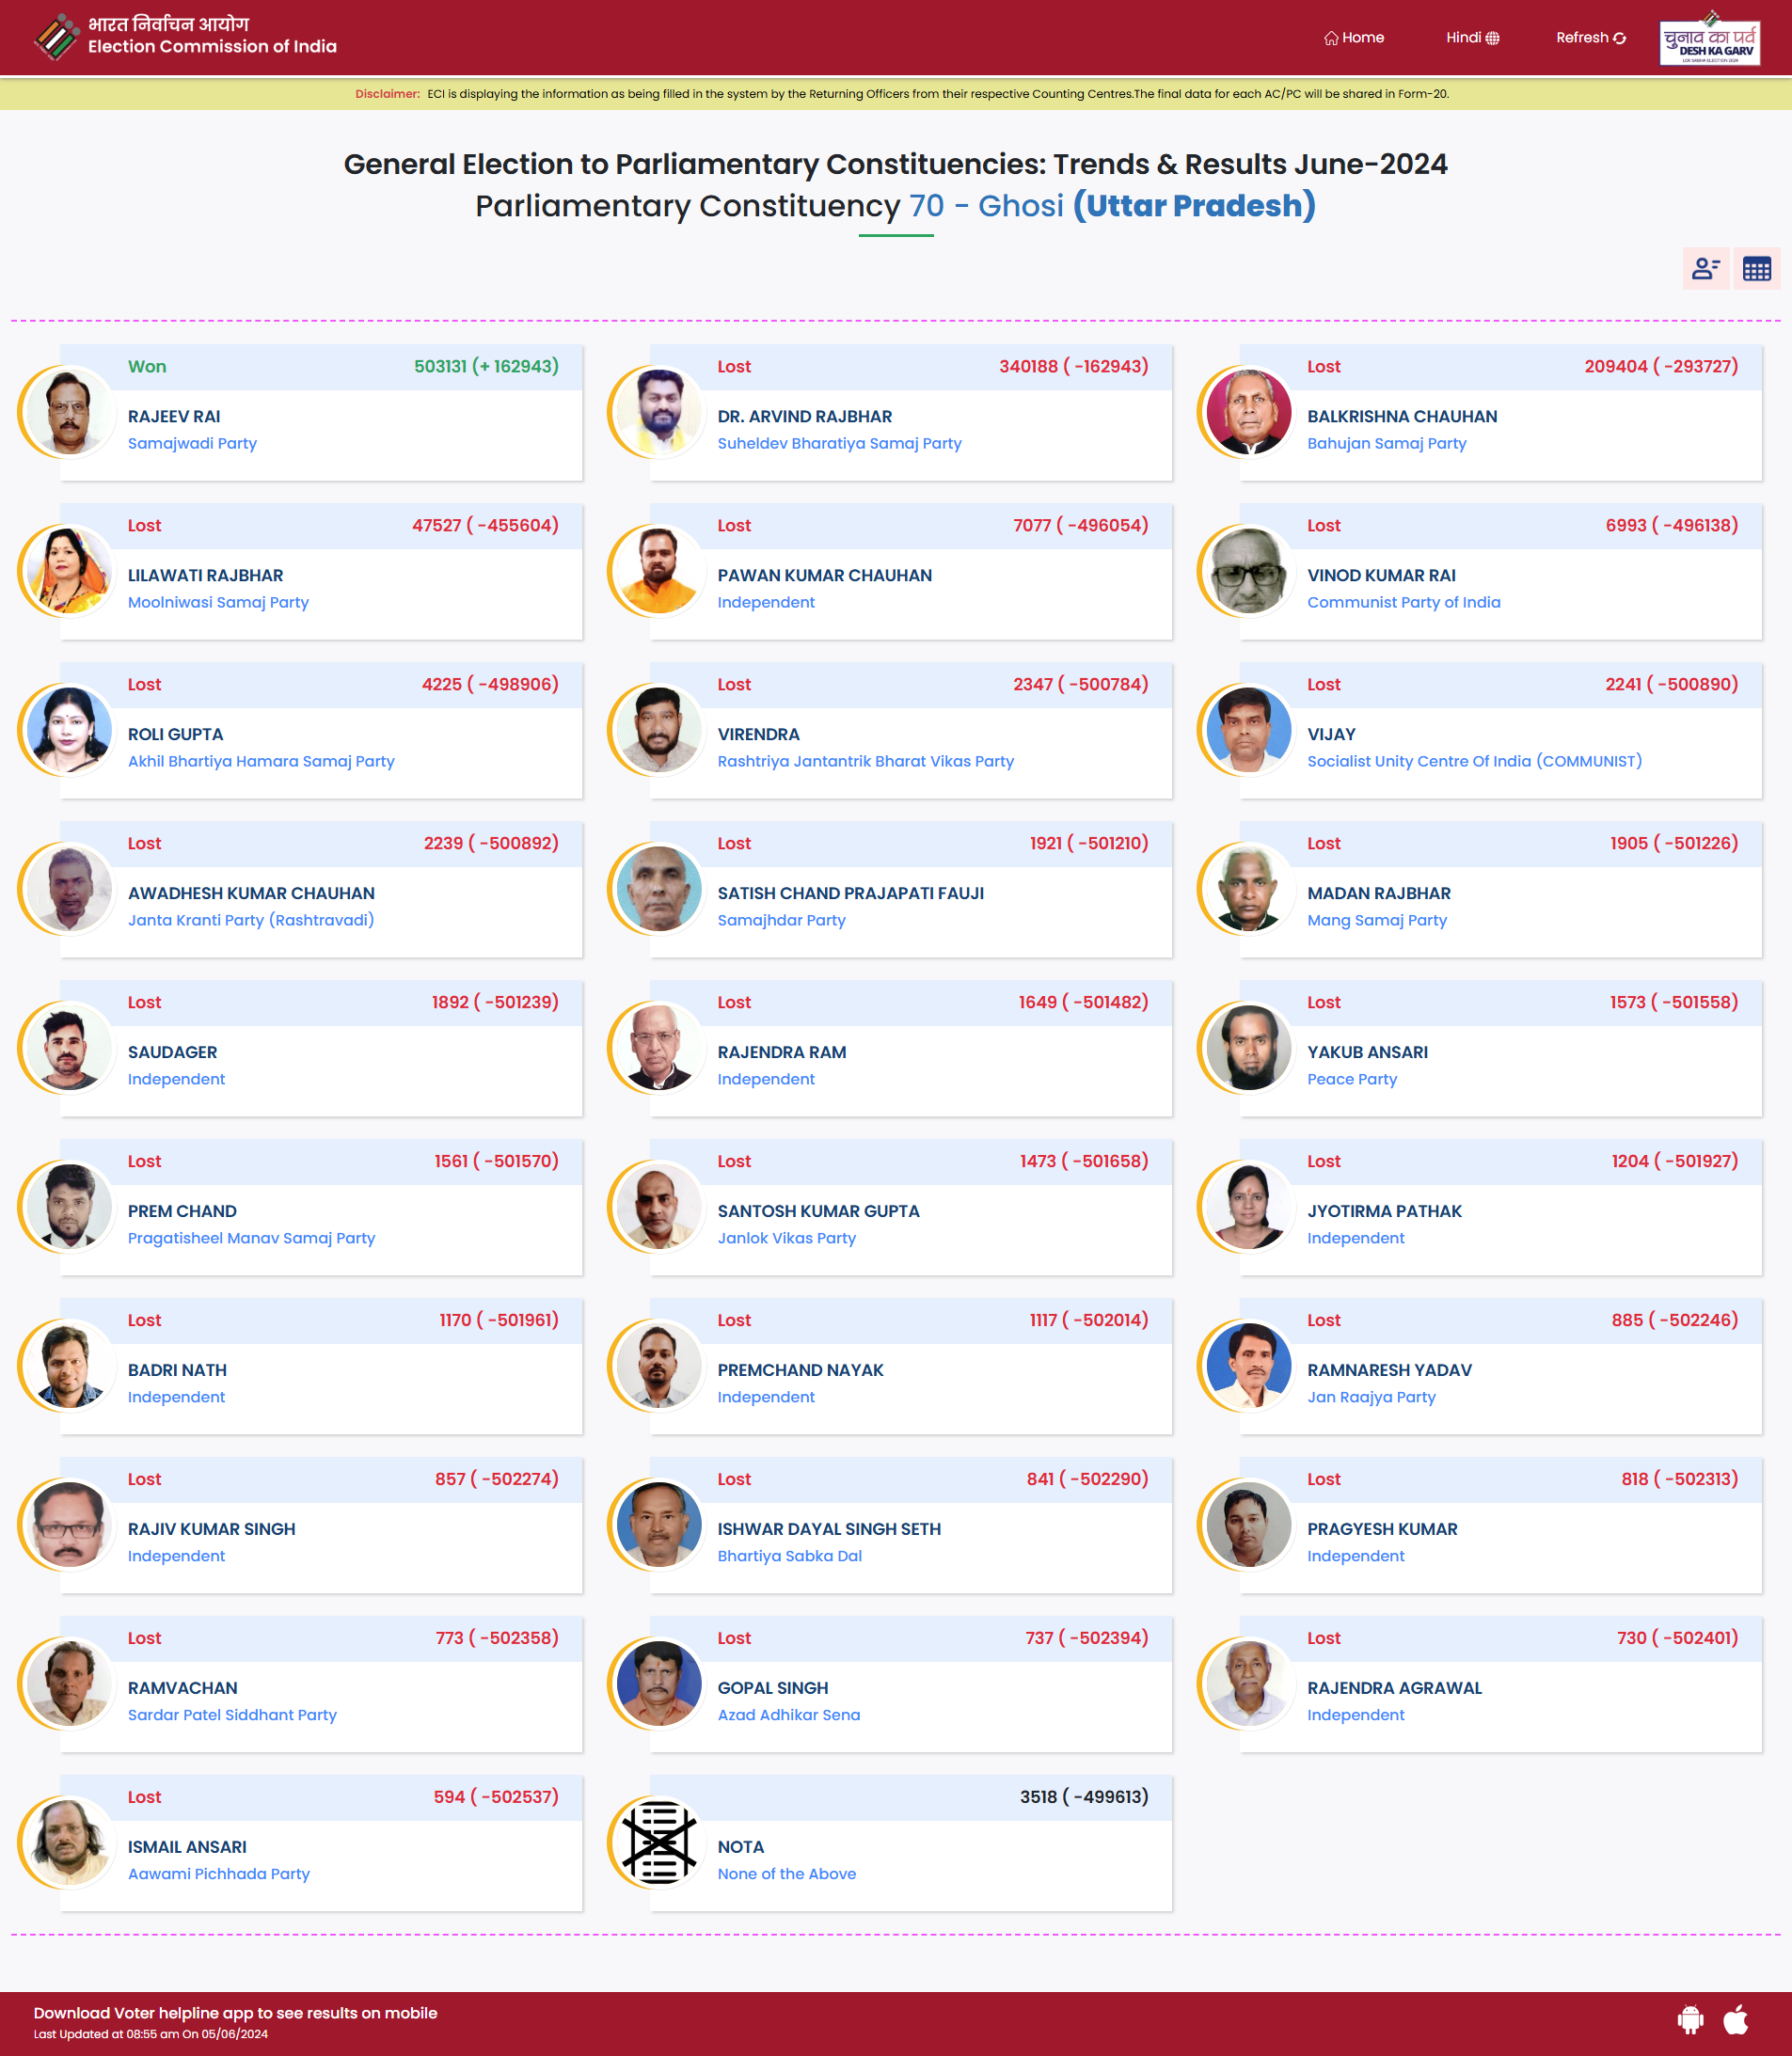 भारत निर्वाचन आयोग
Election Commission of India
Home
Hindi
Refresh
चुनाव का पर्व
DESH KA GARV
LOK SABHA ELECTION 2024
Disclaimer: ECI is displaying the information as being filled in the system by the Returning Officers from their respective Counting Centres.The final data for each AC/PC will be shared in Form-20.
General Election to Parliamentary Constituencies: Trends & Results June-2024
Parliamentary Constituency 70 - Ghosi (Uttar Pradesh)
Won 503131 (+ 162943)
RAJEEV RAI
Samajwadi Party
Lost 340188 ( -162943)
DR. ARVIND RAJBHAR
Suheldev Bharatiya Samaj Party
Lost 209404 ( -293727)
BALKRISHNA CHAUHAN
Bahujan Samaj Party
Lost 47527 ( -455604)
LILAWATI RAJBHAR
Moolniwasi Samaj Party
Lost 7077 ( -496054)
PAWAN KUMAR CHAUHAN
Independent
Lost 6993 ( -496138)
VINOD KUMAR RAI
Communist Party of India
Lost 4225 ( -498906)
ROLI GUPTA
Akhil Bhartiya Hamara Samaj Party
Lost 2347 ( -500784)
VIRENDRA
Rashtriya Jantantrik Bharat Vikas Party
Lost 2241 ( -500890)
VIJAY
Socialist Unity Centre Of India (COMMUNIST)
Lost 2239 ( -500892)
AWADHESH KUMAR CHAUHAN
Janta Kranti Party (Rashtravadi)
Lost 1921 ( -501210)
SATISH CHAND PRAJAPATI FAUJI
Samajhdar Party
Lost 1905 ( -501226)
MADAN RAJBHAR
Mang Samaj Party
Lost 1892 ( -501239)
SAUDAGER
Independent
Lost 1649 ( -501482)
RAJENDRA RAM
Independent
Lost 1573 ( -501558)
YAKUB ANSARI
Peace Party
Lost 1561 ( -501570)
PREM CHAND
Pragatisheel Manav Samaj Party
Lost 1473 ( -501658)
SANTOSH KUMAR GUPTA
Janlok Vikas Party
Lost 1204 ( -501927)
JYOTIRMA PATHAK
Independent
Lost 1170 ( -501961)
BADRI NATH
Independent
Lost 1117 ( -502014)
PREMCHAND NAYAK
Independent
Lost 885 ( -502246)
RAMNARESH YADAV
Jan Raajya Party
Lost 857 ( -502274)
RAJIV KUMAR SINGH
Independent
Lost 841 ( -502290)
ISHWAR DAYAL SINGH SETH
Bhartiya Sabka Dal
Lost 818 ( -502313)
PRAGYESH KUMAR
Independent
Lost 773 ( -502358)
RAMVACHAN
Sardar Patel Siddhant Party
Lost 737 ( -502394)
GOPAL SINGH
Azad Adhikar Sena
Lost 730 ( -502401)
RAJENDRA AGRAWAL
Independent
Lost 594 ( -502537)
ISMAIL ANSARI
Aawami Pichhada Party
3518 ( -499613)
NOTA
None of the Above
Download Voter helpline app to see results on mobile
Last Updated at 08:55 am On 05/06/2024